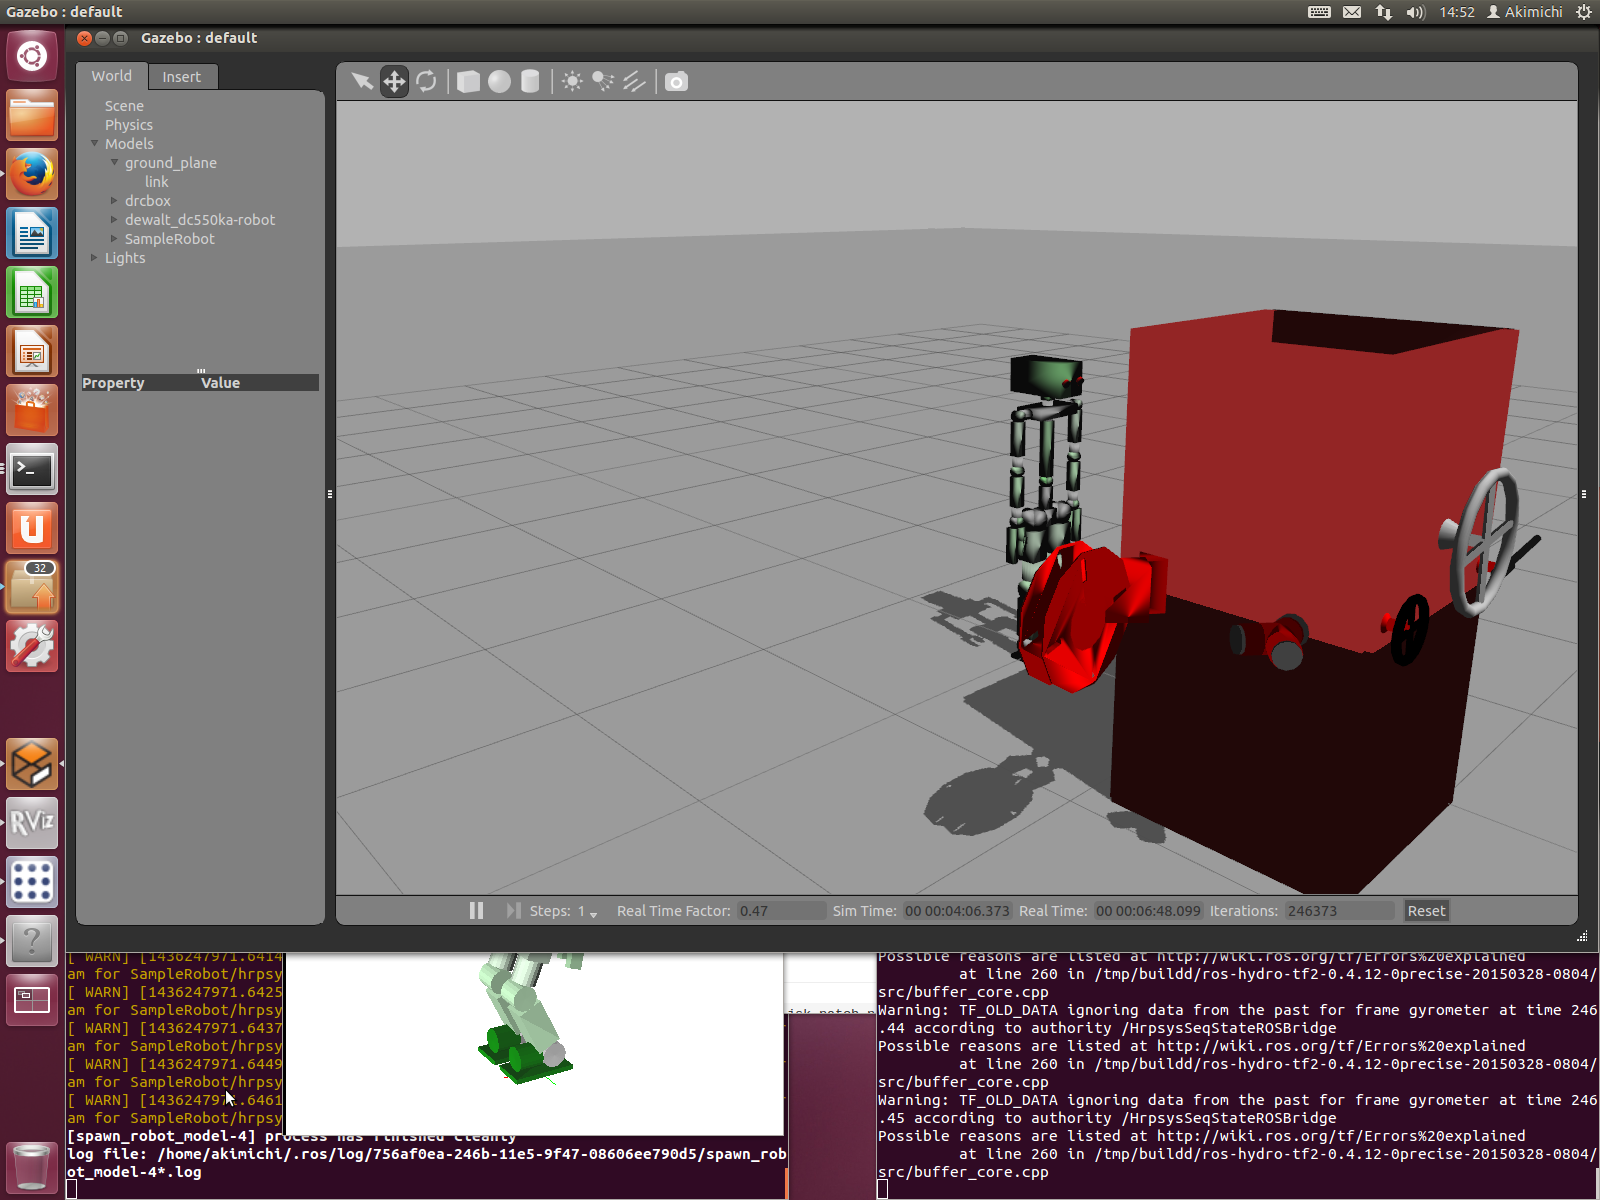 Gazebo : default
14:52 Akimichi
Gazebo : default
World Insert
Scene
Physics
Models
ground_plane
link
drcbox
dewalt_dc550ka-robot
SampleRobot
Lights
Property Value
32
RViz
Steps: 1 Real Time Factor: 0.47 Sim Time: 00 00:04:06.373 Real Time: 00 00:06:48.099 Iterations: 246373 Reset
[ WARN] [1436247971.6414
am for SampleRobot/hrpsy
[ WARN] [1436247971.6425
am for SampleRobot/hrpsy
[ WARN] [1436247971.6437
am for SampleRobot/hrpsy
[ WARN] [1436247971.6449
am for SampleRobot/hrpsy
[ WARN] [1436247971.6461
am for SampleRobot/hrpsy
[spawn_robot_model-4] process has finished cleanly
log file: /home/akimichi/.ros/log/756af0ea-246b-11e5-9f47-08606ee790d5/spawn_rob
ot_model-4*.log
Possible reasons are listed at http://wiki.ros.org/tf/Errors%20explained
at line 260 in /tmp/buildd/ros-hydro-tf2-0.4.12-0precise-20150328-0804/
src/buffer_core.cpp
Warning: TF_OLD_DATA ignoring data from the past for frame gyrometer at time 246
.44 according to authority /HrpsysSeqStateROSBridge
Possible reasons are listed at http://wiki.ros.org/tf/Errors%20explained
at line 260 in /tmp/buildd/ros-hydro-tf2-0.4.12-0precise-20150328-0804/
src/buffer_core.cpp
Warning: TF_OLD_DATA ignoring data from the past for frame gyrometer at time 246
.45 according to authority /HrpsysSeqStateROSBridge
Possible reasons are listed at http://wiki.ros.org/tf/Errors%20explained
at line 260 in /tmp/buildd/ros-hydro-tf2-0.4.12-0precise-20150328-0804/
src/buffer_core.cpp